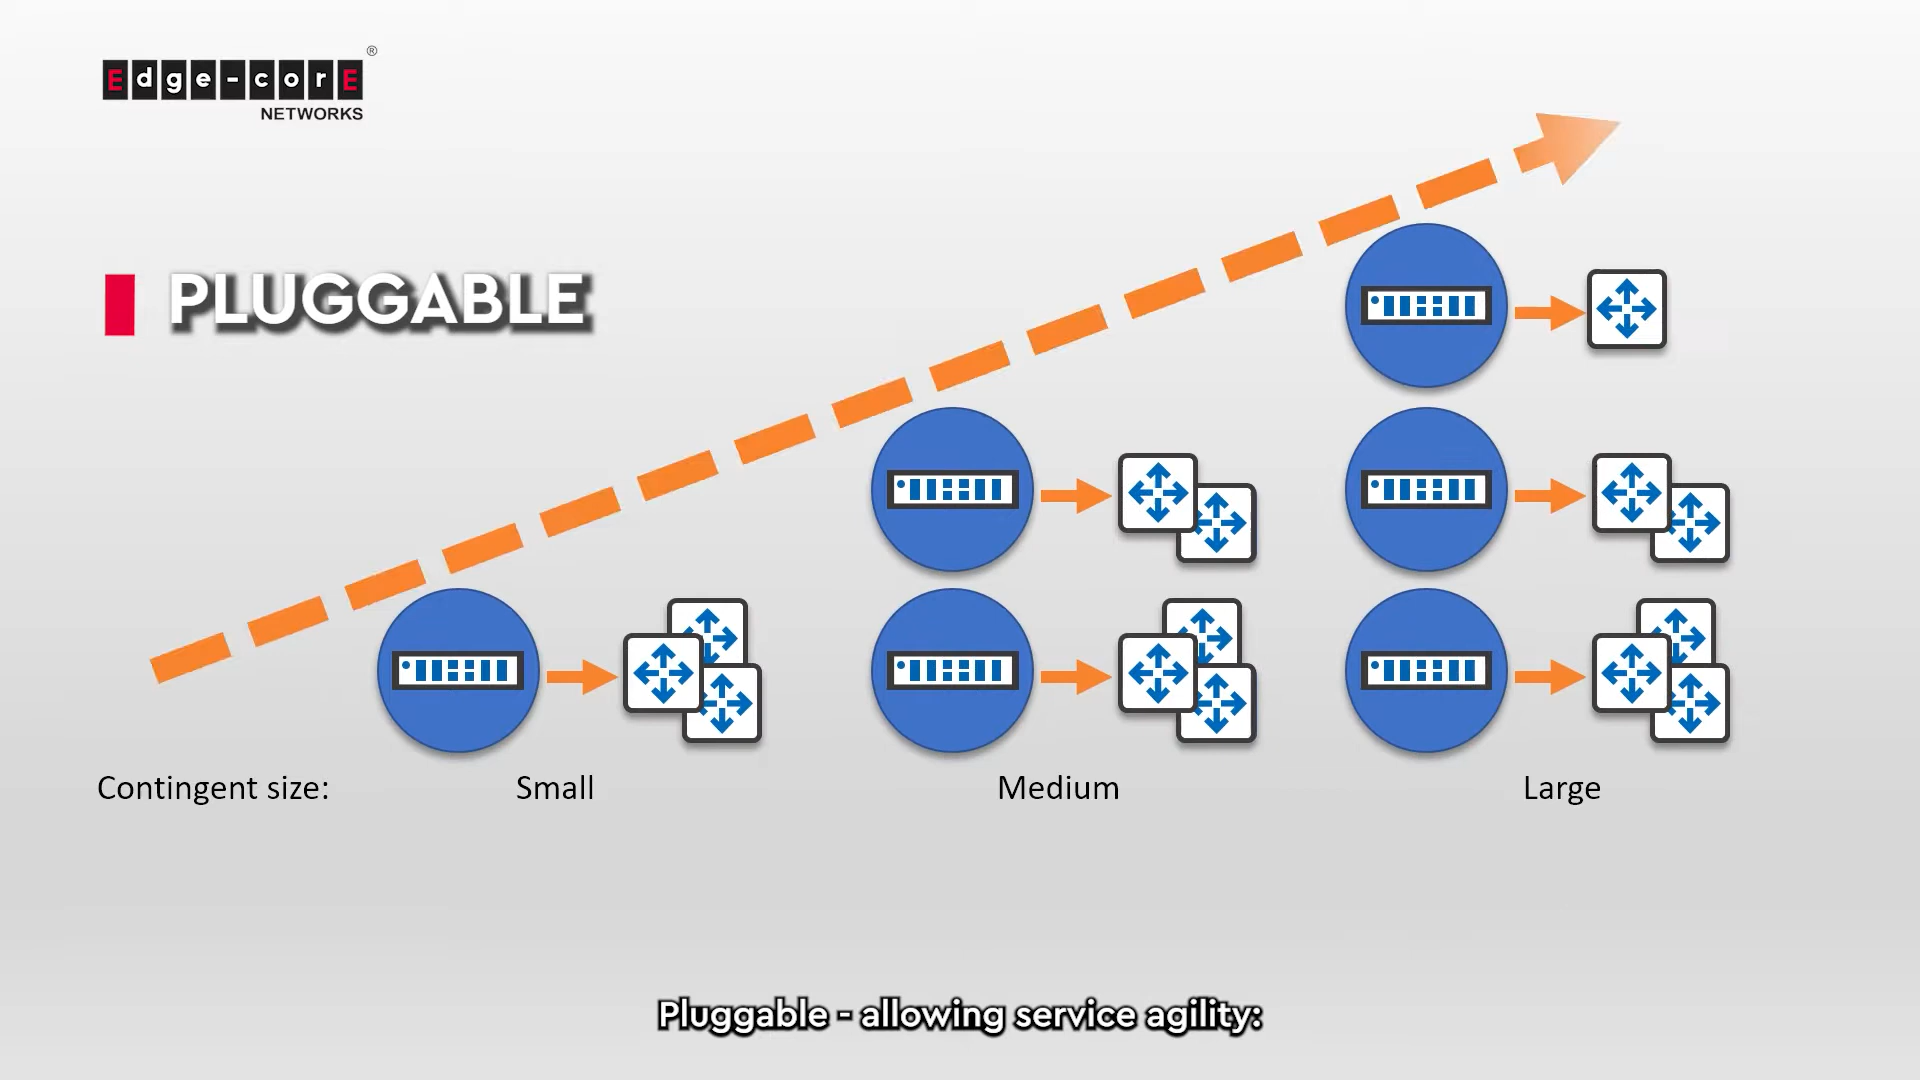 Edge-corE®
NETWORKS
PLUGGABLE
Contingent size:
Small
Medium
Large
Pluggable - allowing service agility: